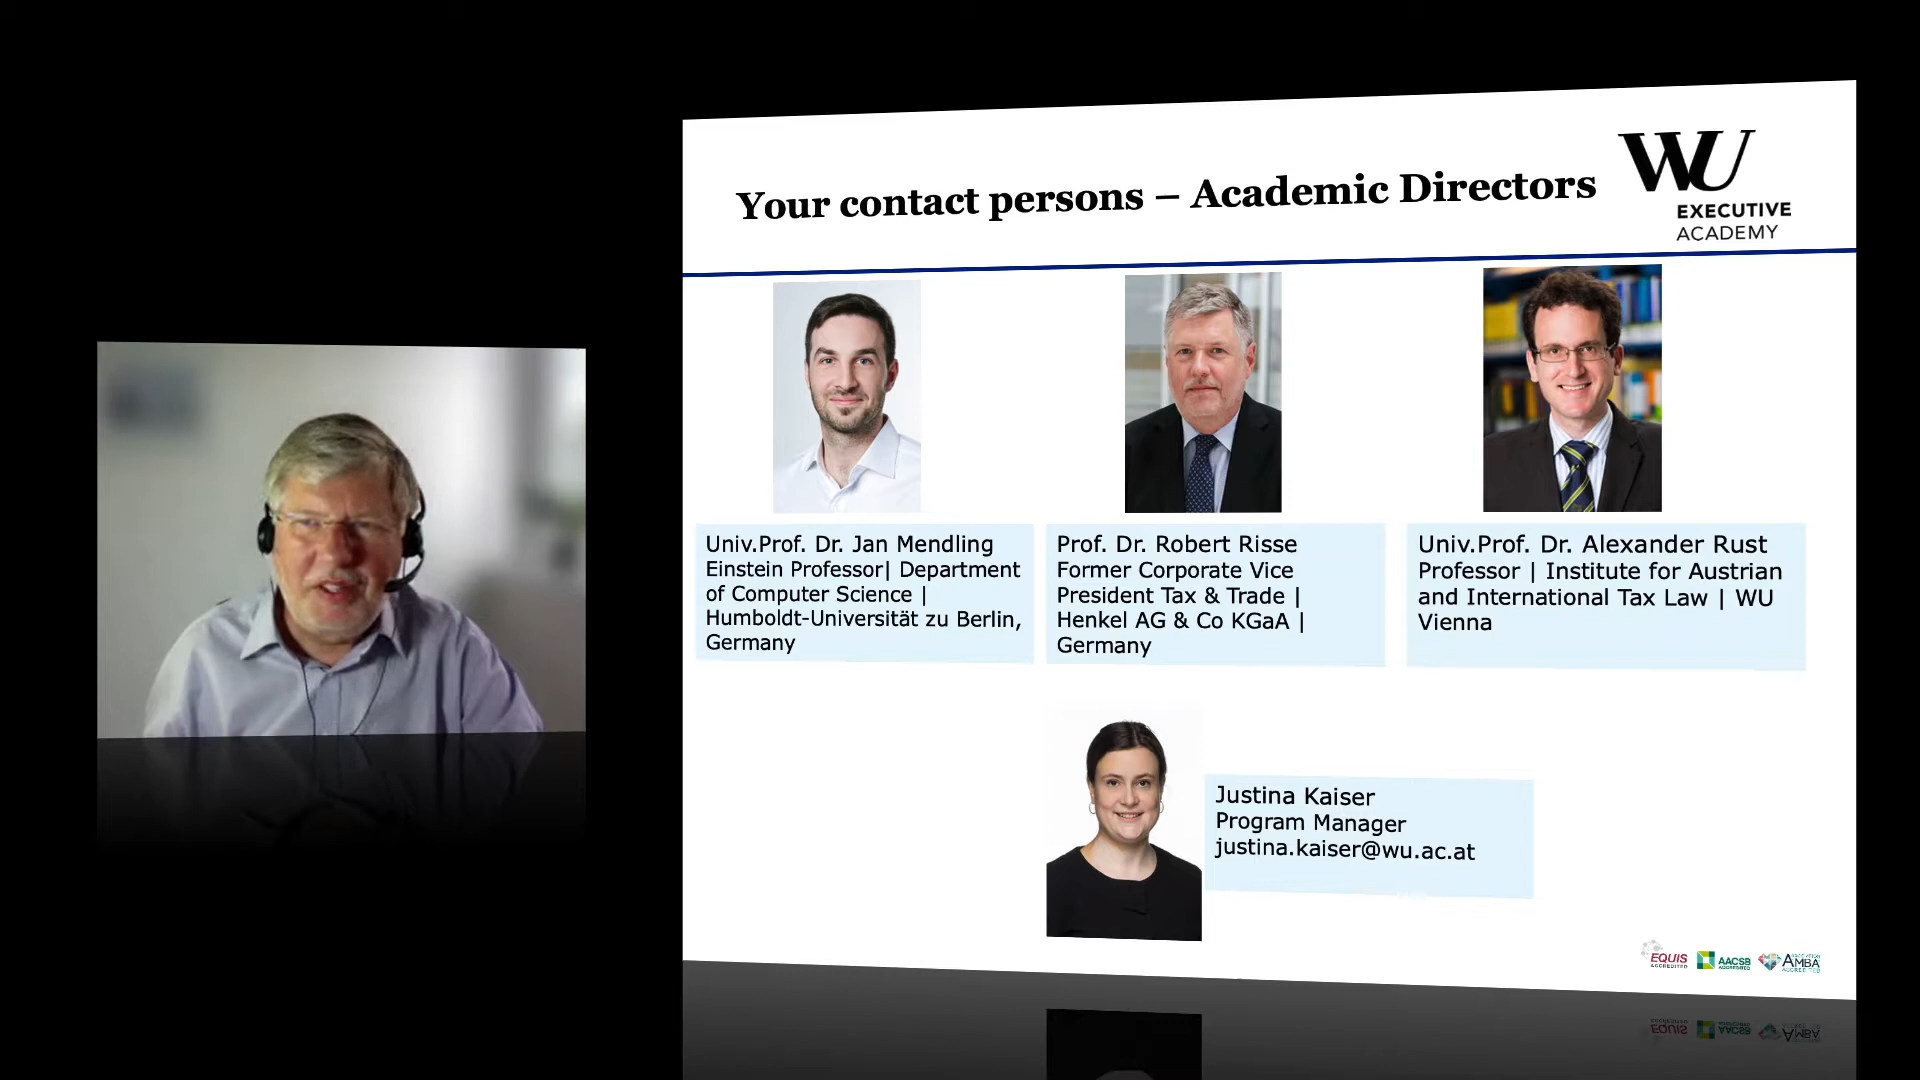 Your contact persons – Academic Directors
WU
EXECUTIVE
ACADEMY
Univ.Prof. Dr. Jan Mendling
Einstein Professor| Department
of Computer Science |
Humboldt-Universität zu Berlin,
Germany
Prof. Dr. Robert Risse
Former Corporate Vice
President Tax & Trade |
Henkel AG & Co KGaA |
Germany
Univ.Prof. Dr. Alexander Rust
Professor | Institute for Austrian
and International Tax Law | WU
Vienna
Justina Kaiser
Program Manager
justina.kaiser@wu.ac.at
EQUIS
ACCREDITED
AACSB
ACCREDITED
AMBA
ACCREDITED